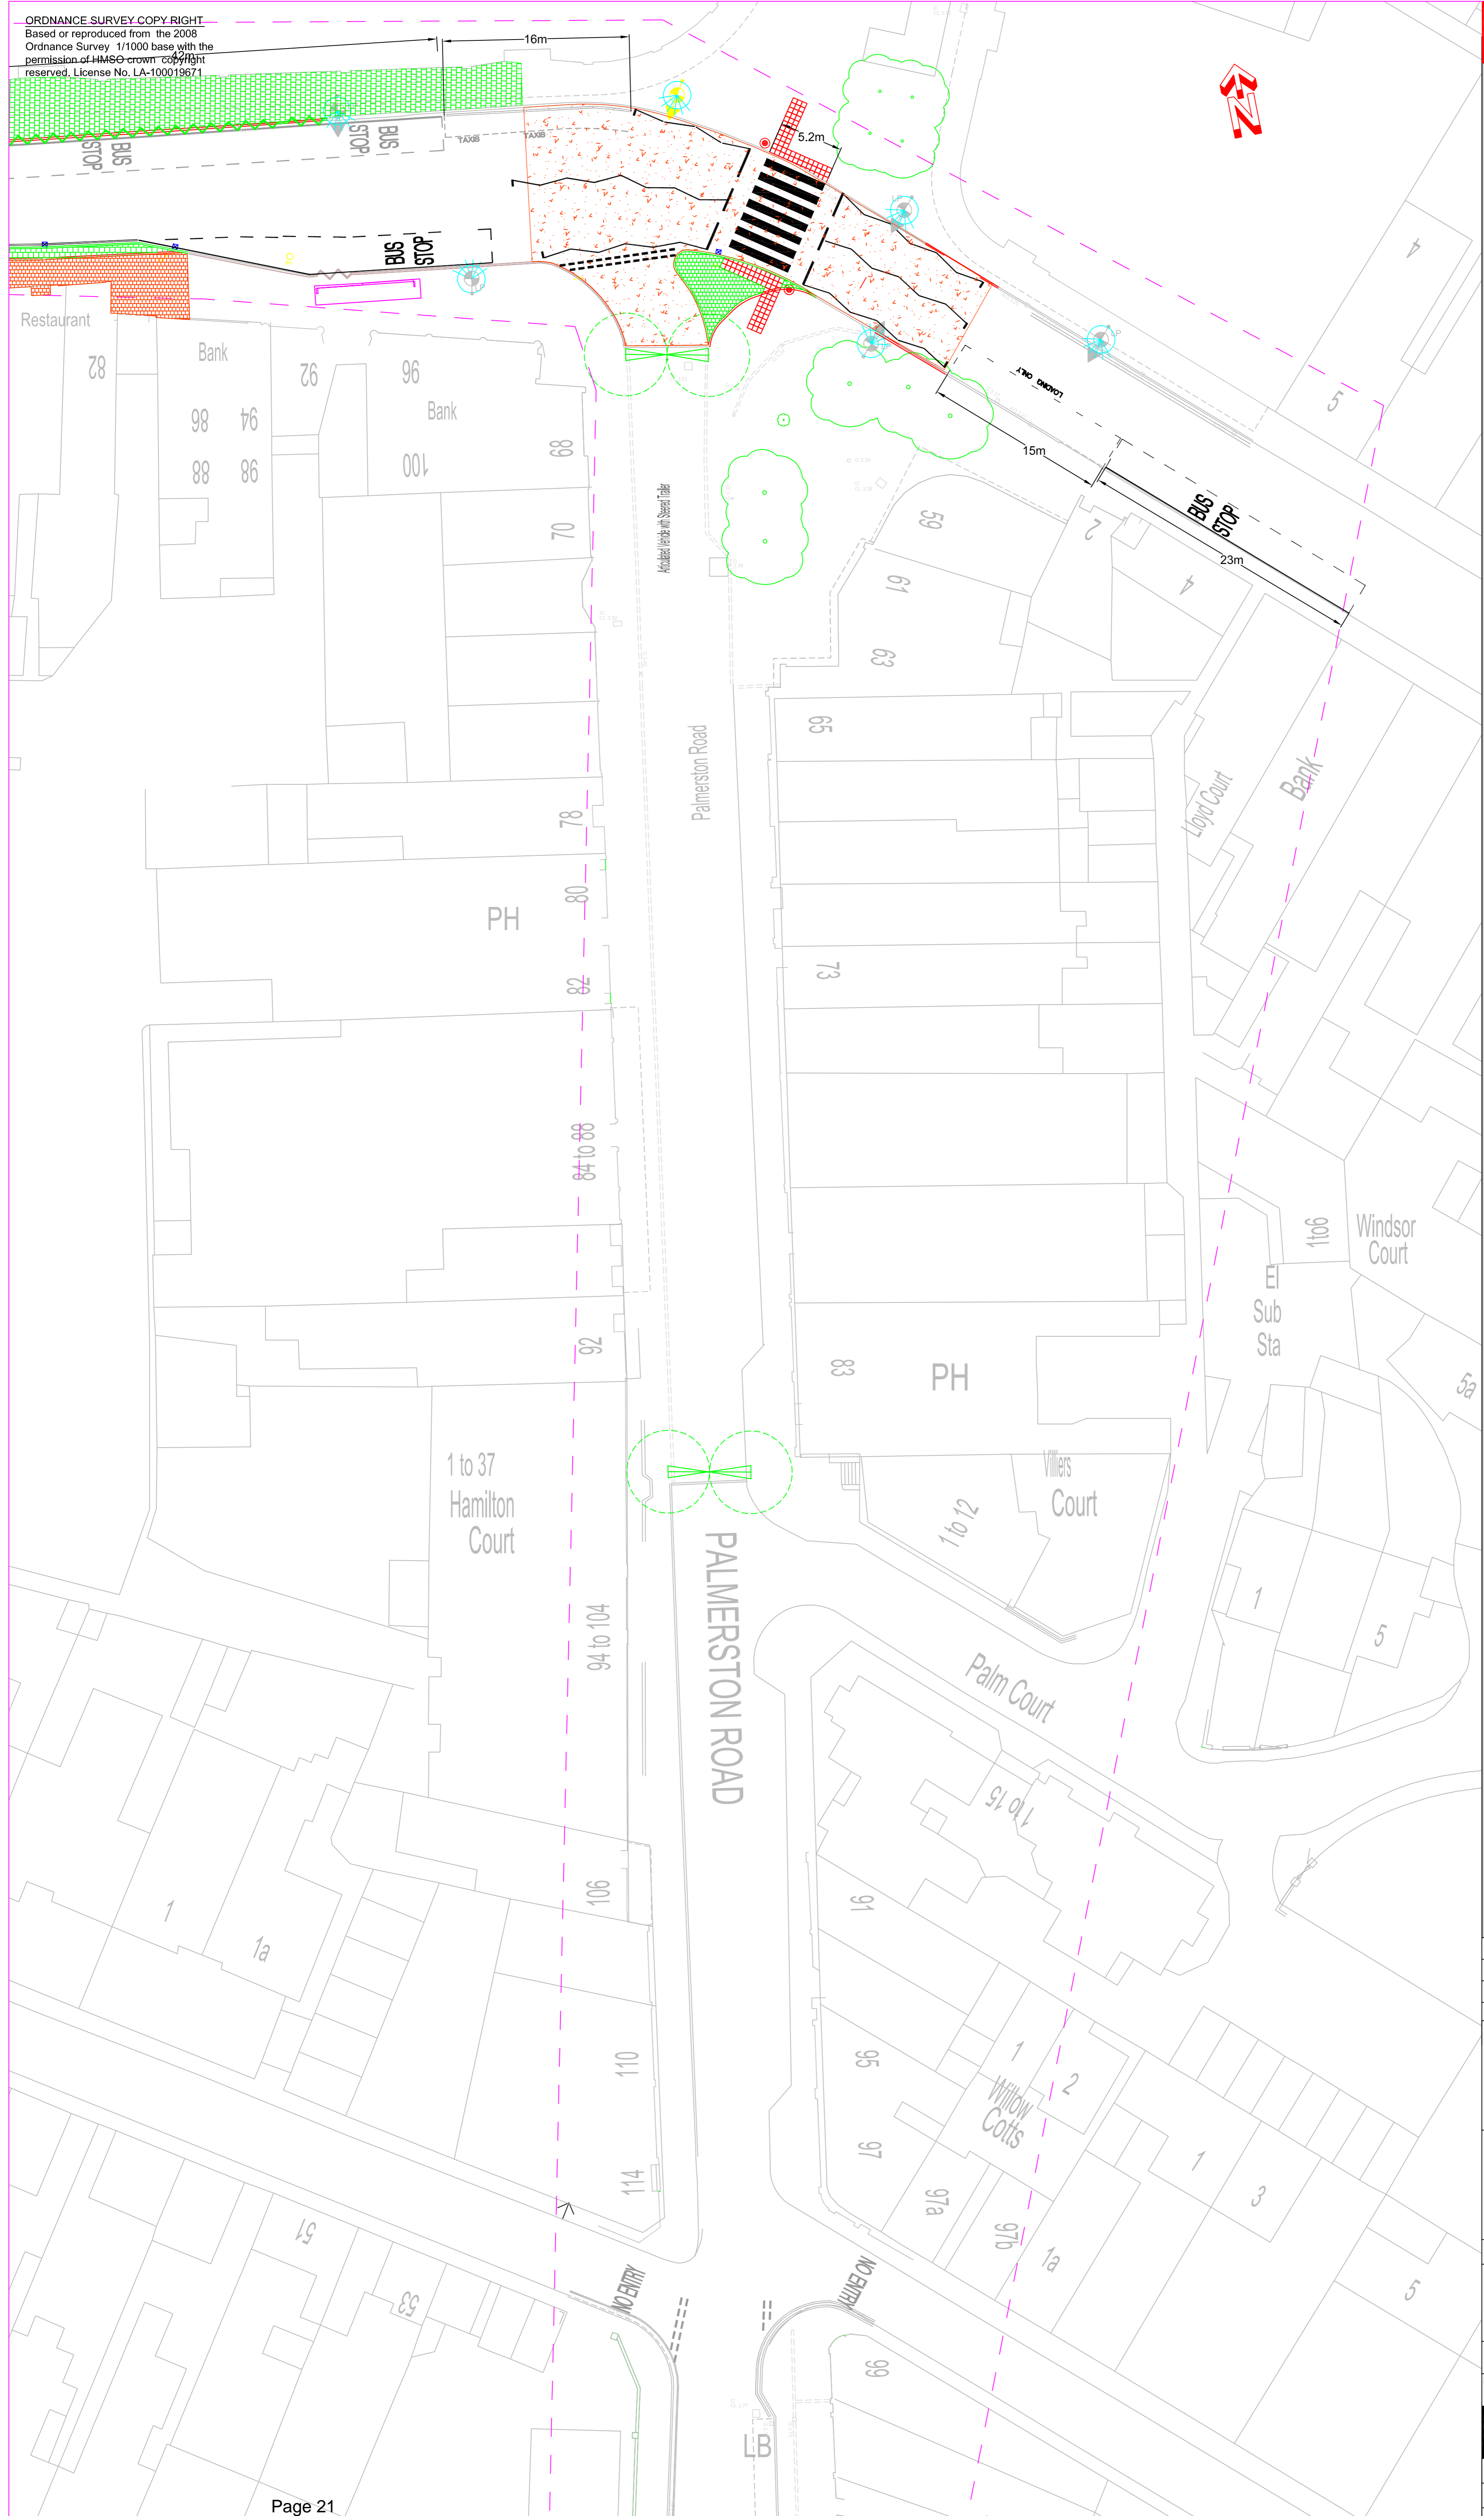 ORDNANCE SURVEY COPY RIGHT
Based or reproduced from the 2008
Ordnance Survey 1/1000 base with the
permission of HMSO crown copyright
reserved. License No. LA-100019671
42m
16m
N
5.2m
BUS
STOP
BUS
STOP
TAXIS
TAXIS
BUS
STOP
TD
4
5
LOADING ONLY
15m
BUS
STOP
23m
Restaurant
82
Bank
92
96
Bank
86
94
88
98
100
68
70
Articulated Vehicle with Steered Trailer
59
2
61
4
63
65
Palmerston Road
Lloyd Court
Bank
78
80
PH
82
73
84 to 88
1to6
Windsor
Court
El
Sub
Sta
92
83
PH
5a
1 to 37
Hamilton
Court
Villiers
Court
1 to 12
PALMERSTON ROAD
94 to 104
1
5
Palm Court
1 to 15
106
91
1
1a
110
95
1
2
Willow
Cotts
97
114
97a
97b
1a
1
3
5
51
53
NO ENTRY
NO ENTRY
99
LB
Page 21